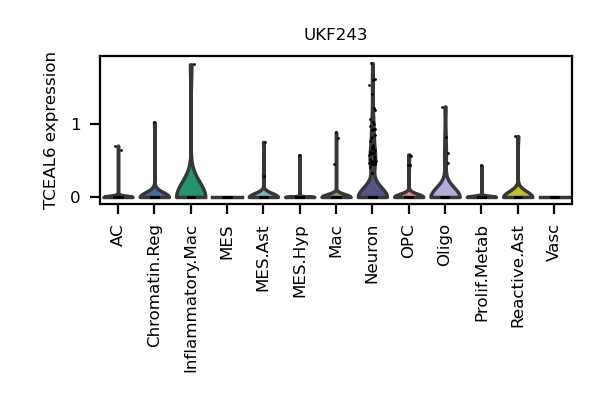 UKF243
TCEAL6 expression
1
0
AC
Chromatin.Reg
Inflammatory.Mac
MES
MES.Ast
MES.Hyp
Mac
Neuron
OPC
Oligo
Prolif.Metab
Reactive.Ast
Vasc